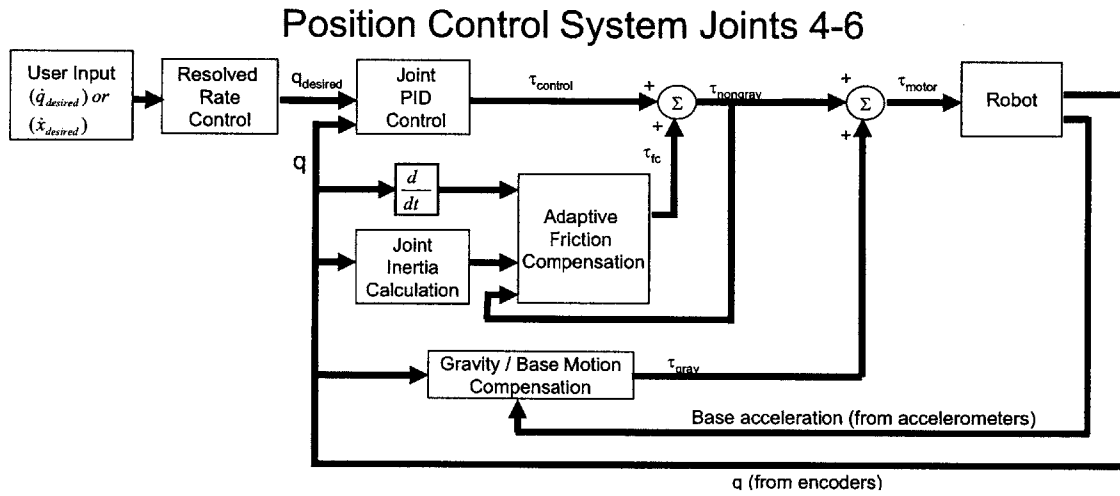 Position Control System Joints 4-6
User Input
(q̇desired) or
(ẋdesired)
Resolved
Rate
Control
qdesired
Joint
PID
Control
τcontrol
+
Σ
+
τnongrav
+
Σ
+
τmotor
Robot
q
τfc
d
dt
Adaptive
Friction
Compensation
Joint
Inertia
Calculation
Gravity / Base Motion
Compensation
τgrav
Base acceleration (from accelerometers)
q (from encoders)